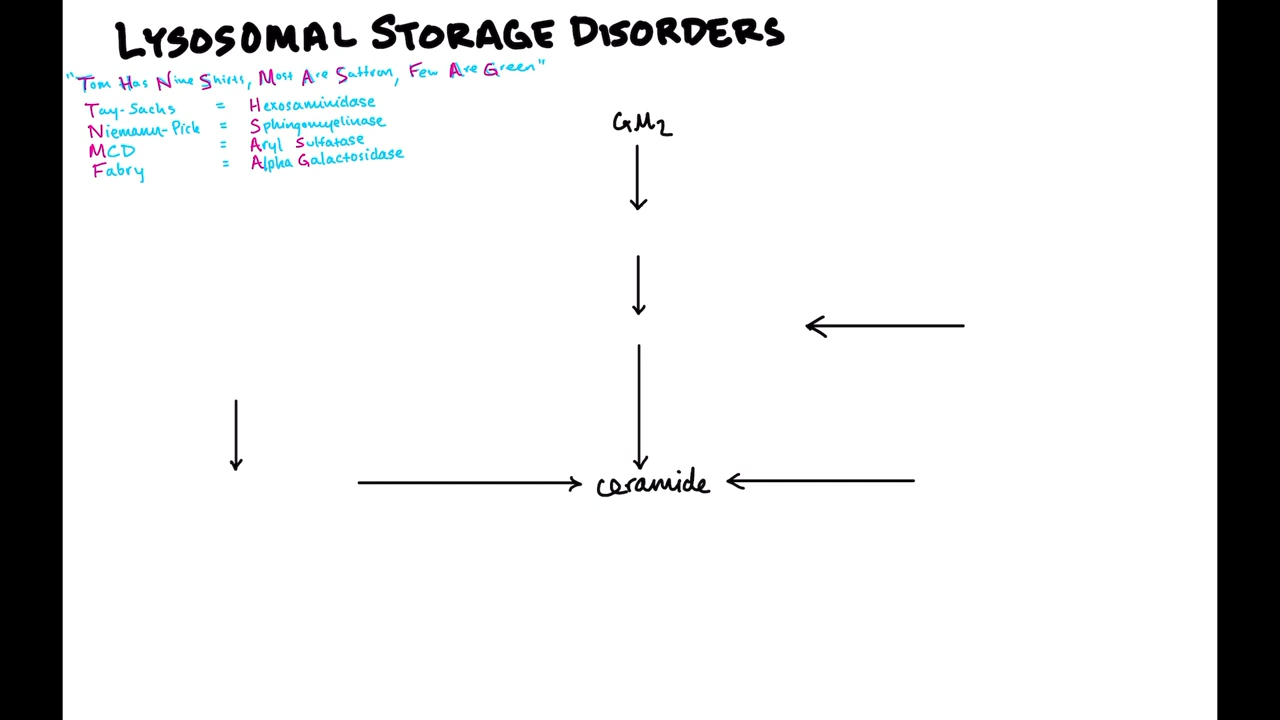 LYSOSOMAL STORAGE DISORDERS
"Tom Has Nine Shirts, Most Are Saffron, Few Are Green"
Tay-Sachs = Hexosaminidase
Niemann-Pick = Sphingomyelinase
MCD = Aryl Sulfatase
Fabry = Alpha Galactosidase
GM2
ceramide